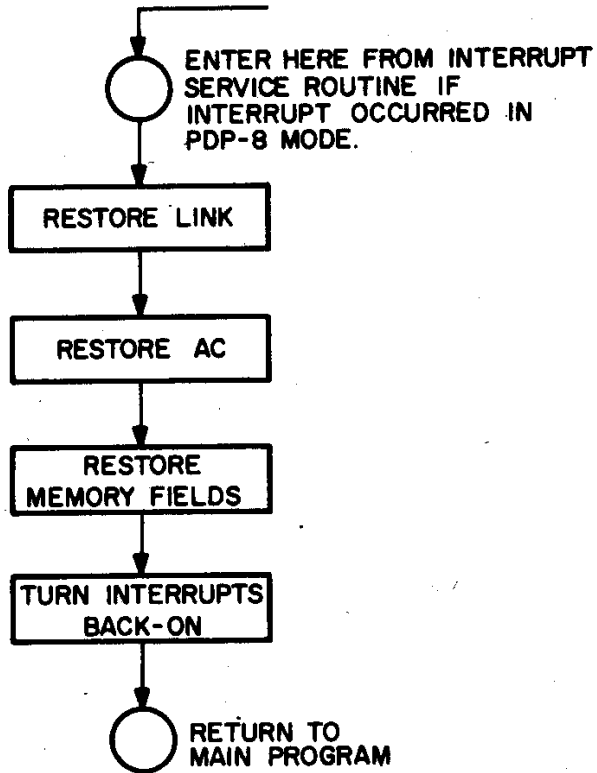 ENTER HERE FROM INTERRUPT
SERVICE ROUTINE IF
INTERRUPT OCCURRED IN
PDP-8 MODE.
RESTORE LINK
RESTORE AC
RESTORE
MEMORY FIELDS
TURN INTERRUPTS
BACK-ON
RETURN TO
MAIN PROGRAM